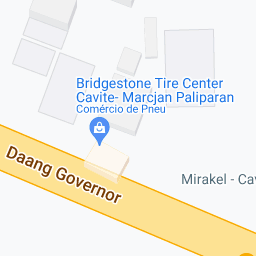 Bridgestone Tire Center
Cavite- Marcjan Paliparan
Comércio de Pneu
Daang Governor
Mirakel - Cav